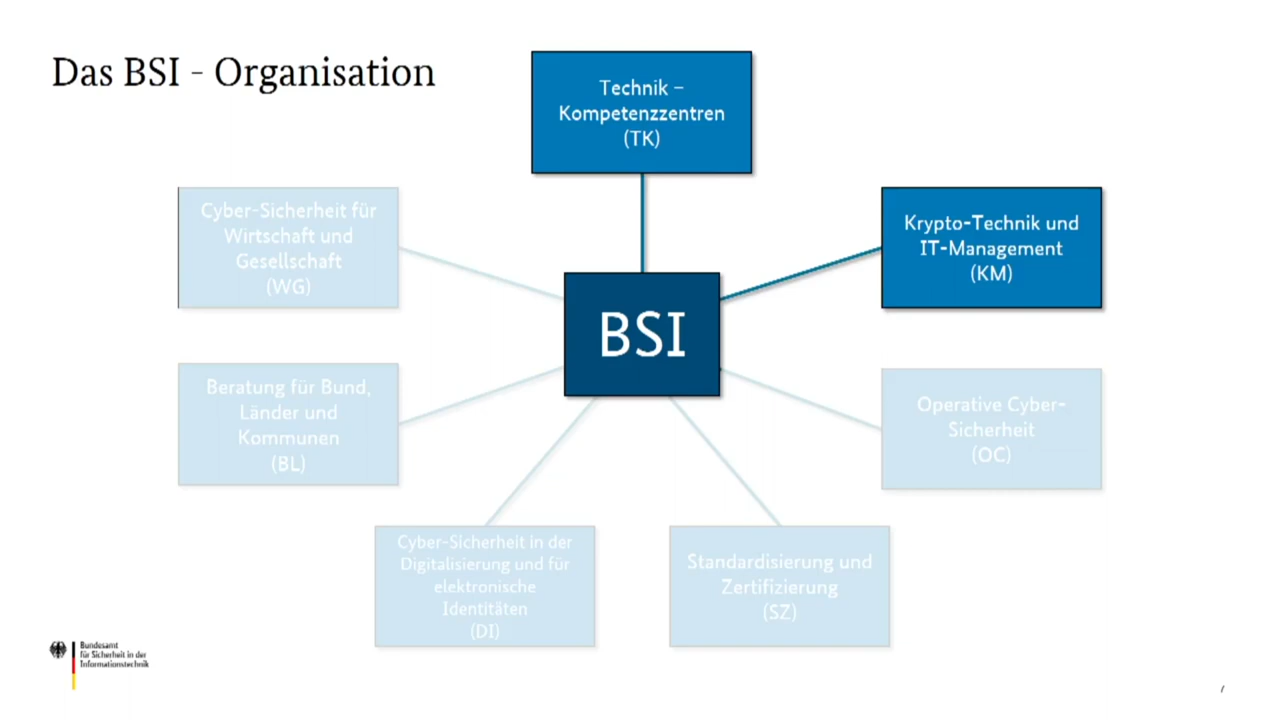 Das BSI - Organisation
Technik –
Kompetenzzentren
(TK)
Krypto-Technik und
IT-Management
(KM)
Operative Cyber-
Sicherheit
(OC)
Standardisierung und
Zertifizierung
(SZ)
Cyber-Sicherheit in der
Digitalisierung und für
elektronische
Identitäten
(DI)
Beratung für Bund,
Länder und
Kommunen
(BL)
Cyber-Sicherheit für
Wirtschaft und
Gesellschaft
(WG)
BSI
Bundesamt
für Sicherheit in der
Informationstechnik
7